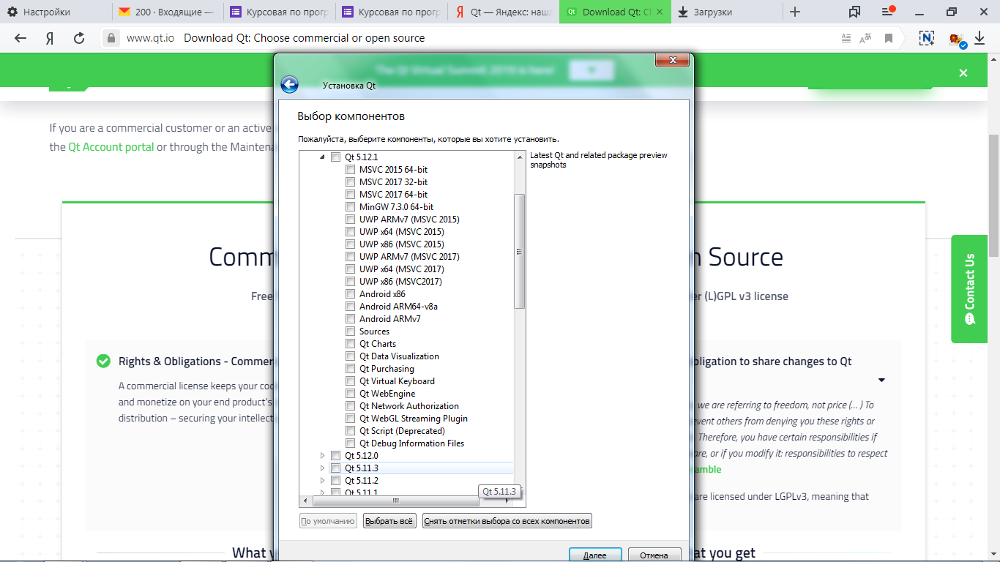 Настройки
200 · Входящие —
Курсовая по прогр
Курсовая по прогр
Qt — Яндекс: наш
Download Qt: Ch
Загрузки
www.qt.io Download Qt: Choose commercial or open source
Установка Qt
The Qt Virtual Summit 2019 is here!
If you are a commercial customer or an active
the Qt Account portal or through the Maintena
Выбор компонентов
Пожалуйста, выберите компоненты, которые вы хотите установить.
Qt 5.12.1
MSVC 2015 64-bit
MSVC 2017 32-bit
MSVC 2017 64-bit
MinGW 7.3.0 64-bit
UWP ARMv7 (MSVC 2015)
UWP x64 (MSVC 2015)
UWP x86 (MSVC 2015)
UWP ARMv7 (MSVC 2017)
UWP x64 (MSVC 2017)
UWP x86 (MSVC2017)
Android x86
Android ARM64-v8a
Android ARMv7
Sources
Qt Charts
Qt Data Visualization
Qt Purchasing
Qt Virtual Keyboard
Qt WebEngine
Qt Network Authorization
Qt WebGL Streaming Plugin
Qt Script (Deprecated)
Qt Debug Information Files
Qt 5.12.0
Qt 5.11.3
Qt 5.11.2
Qt 5.11.1
Qt 5.11.3
Latest Qt and related package preview
snapshots
По умолчанию
Выбрать всё
Снять отметки выбора со всех компонентов
Далее
Отмена
Comm
Free
Rights & Obligations - Commer
A commercial license keeps your coc
and monetize on your end product's
distribution – securing your intellect
What y
n Source
er (L)GPL v3 license
bligation to share changes to Qt
we are referring to freedom, not price (... ) To
event others from denying you these rights or
Therefore, you have certain responsibilities if
are, or if you modify it: responsibilities to respect
amble
are licensed under LGPLv3, meaning that
at you get
Contact Us